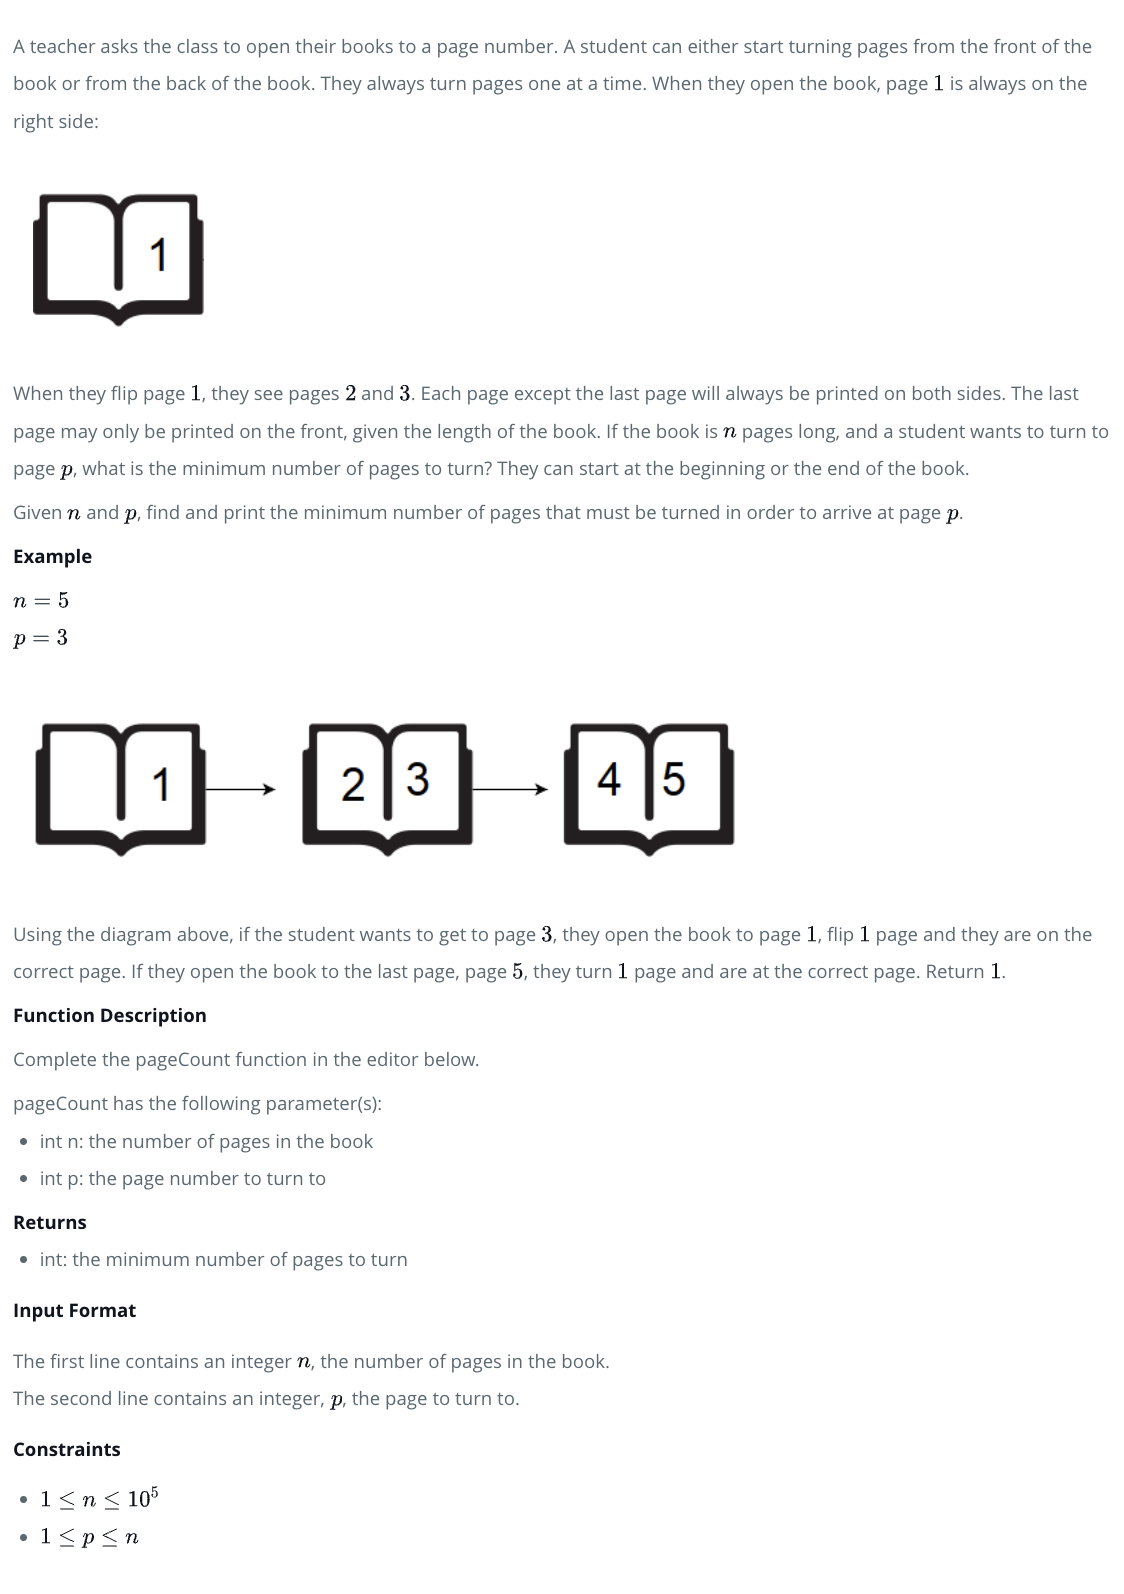 A teacher asks the class to open their books to a page number. A student can either start turning pages from the front of the
book or from the back of the book. They always turn pages one at a time. When they open the book, page 1 is always on the
right side:
1
When they flip page 1, they see pages 2 and 3. Each page except the last page will always be printed on both sides. The last
page may only be printed on the front, given the length of the book. If the book is n pages long, and a student wants to turn to
page p, what is the minimum number of pages to turn? They can start at the beginning or the end of the book.
Given n and p, find and print the minimum number of pages that must be turned in order to arrive at page p.
Example
n = 5
p = 3
1 2 3 4 5
Using the diagram above, if the student wants to get to page 3, they open the book to page 1, flip 1 page and they are on the
correct page. If they open the book to the last page, page 5, they turn 1 page and are at the correct page. Return 1.
Function Description
Complete the pageCount function in the editor below.
pageCount has the following parameter(s):
• int n: the number of pages in the book
• int p: the page number to turn to
Returns
• int: the minimum number of pages to turn
Input Format
The first line contains an integer n, the number of pages in the book.
The second line contains an integer, p, the page to turn to.
Constraints
• 1 ≤ n ≤ 10⁵
• 1 ≤ p ≤ n